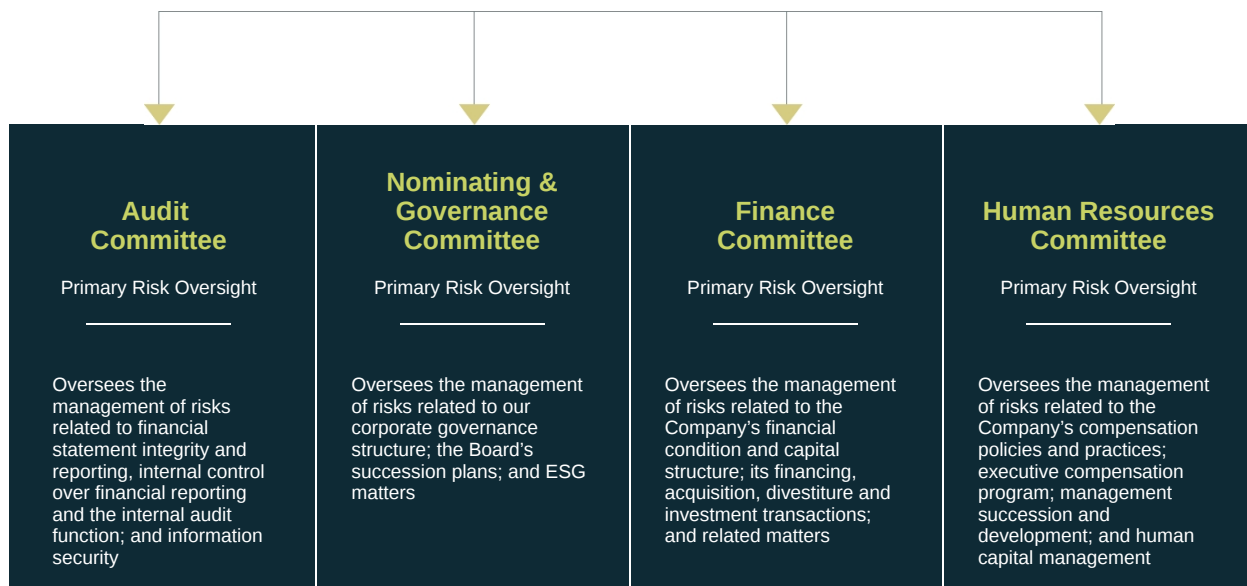 Audit
Committee
Primary Risk Oversight
Oversees the
management of risks
related to financial
statement integrity and
reporting, internal control
over financial reporting
and the internal audit
function; and information
security
Nominating &
Governance
Committee
Primary Risk Oversight
Oversees the management
of risks related to our
corporate governance
structure; the Board’s
succession plans; and ESG
matters
Finance
Committee
Primary Risk Oversight
Oversees the management
of risks related to the
Company’s financial
condition and capital
structure; its financing,
acquisition, divestiture and
investment transactions;
and related matters
Human Resources
Committee
Primary Risk Oversight
Oversees the management
of risks related to the
Company’s compensation
policies and practices;
executive compensation
program; management
succession and
development; and human
capital management